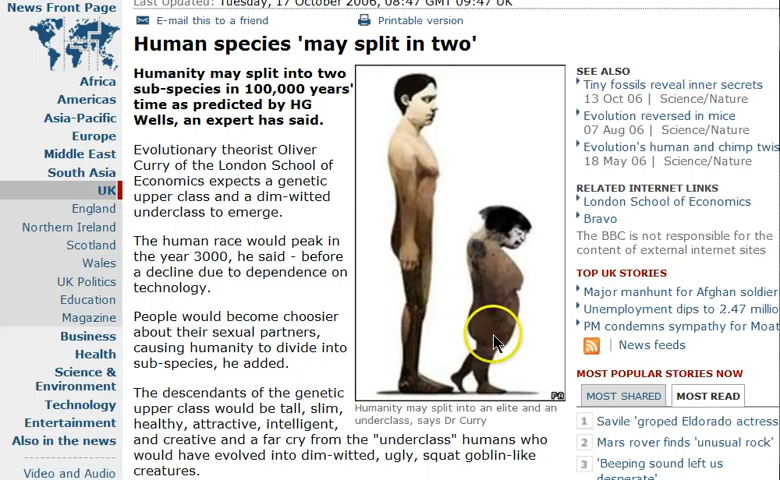 News Front Page
Last Updated: Tuesday, 17 October 2006, 08:47 GMT 09:47 UK
E-mail this to a friend
Printable version
Human species 'may split in two'
Humanity may split into two
sub-species in 100,000 years'
time as predicted by HG
Wells, an expert has said.
Evolutionary theorist Oliver
Curry of the London School of
Economics expects a genetic
upper class and a dim-witted
underclass to emerge.
The human race would peak in
the year 3000, he said - before
a decline due to dependence on
technology.
People would become choosier
about their sexual partners,
causing humanity to divide into
sub-species, he added.
The descendants of the genetic
upper class would be tall, slim,
healthy, attractive, intelligent,
and creative and a far cry from the "underclass" humans who
would have evolved into dim-witted, ugly, squat goblin-like
creatures.
PA
Humanity may split into an elite and an
underclass, says Dr Curry
Africa
Americas
Asia-Pacific
Europe
Middle East
South Asia
UK
England
Northern Ireland
Scotland
Wales
UK Politics
Education
Magazine
Business
Health
Science &
Environment
Technology
Entertainment
Also in the news
Video and Audio
SEE ALSO
Tiny fossils reveal inner secrets
13 Oct 06 | Science/Nature
Evolution reversed in mice
07 Aug 06 | Science/Nature
Evolution's human and chimp twis
18 May 06 | Science/Nature
RELATED INTERNET LINKS
London School of Economics
Bravo
The BBC is not responsible for the
content of external internet sites
TOP UK STORIES
Major manhunt for Afghan soldier
Unemployment dips to 2.47 millio
PM condemns sympathy for Moat
News feeds
MOST POPULAR STORIES NOW
MOST SHARED
MOST READ
1 Savile 'groped Eldorado actress
2 Mars rover finds 'unusual rock'
3 'Beeping sound left us
desperate'